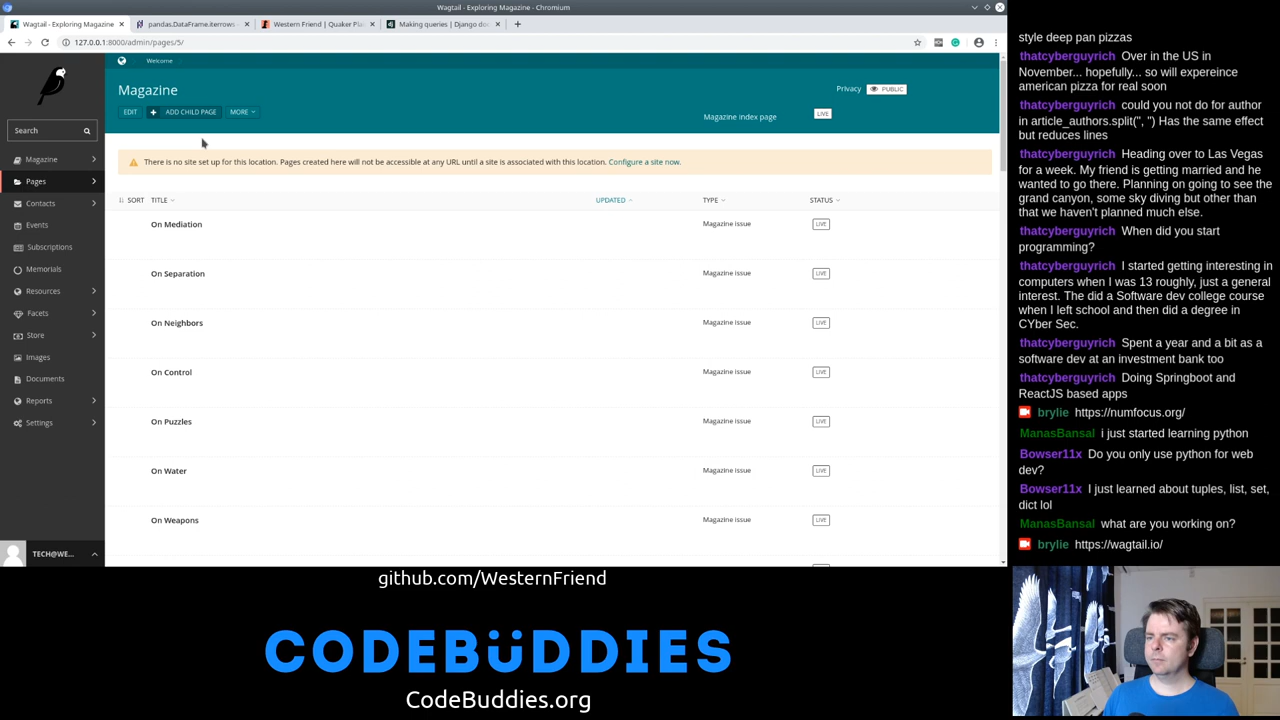 Wagtail - Exploring Magazine - Chromium
Wagtail - Exploring Magazine
pandas.DataFrame.iterrows
Western Friend | Quaker Pla
Making queries | Django do
127.0.0.1:8000/admin/pages/5/
Search
Magazine
Pages
Contacts
Events
Subscriptions
Memorials
Resources
Facets
Store
Images
Documents
Reports
Settings
TECH@WE...
Welcome
Magazine
EDIT
ADD CHILD PAGE
MORE
Privacy
PUBLIC
Magazine index page
LIVE
There is no site set up for this location. Pages created here will not be accessible at any URL until a site is associated with this location. Configure a site now.
SORT TITLE UPDATED TYPE STATUS
On Mediation Magazine issue LIVE
On Separation Magazine issue LIVE
On Neighbors Magazine issue LIVE
On Control Magazine issue LIVE
On Puzzles Magazine issue LIVE
On Water Magazine issue LIVE
On Weapons Magazine issue LIVE
style deep pan pizzas
thatcyberguyrich Over in the US in
November... hopefully... so will expereince
american pizza for real soon
thatcyberguyrich could you not do for author
in article_authors.split(", ") Has the same effect
but reduces lines
thatcyberguyrich Heading over to Las Vegas
for a week. My friend is getting married and he
wanted to go there. Planning on going to see the
grand canyon, some sky diving but other than
that we haven't planned much else.
thatcyberguyrich When did you start
programming?
thatcyberguyrich I started getting interesting in
computers when I was 13 roughly, just a general
interest. The did a Software dev college course
when I left school and then did a degree in
CYber Sec.
thatcyberguyrich Spent a year and a bit as a
software dev at an investment bank too
thatcyberguyrich Doing Springboot and
ReactJS based apps
brylie https://numfocus.org/
ManasBansal i just started learning python
Bowser11x Do you only use python for web
dev?
Bowser11x I just learned about tuples, list, set,
dict lol
ManasBansal what are you working on?
brylie https://wagtail.io/
github.com/WesternFriend
CODEBÜDDIES
CodeBuddies.org